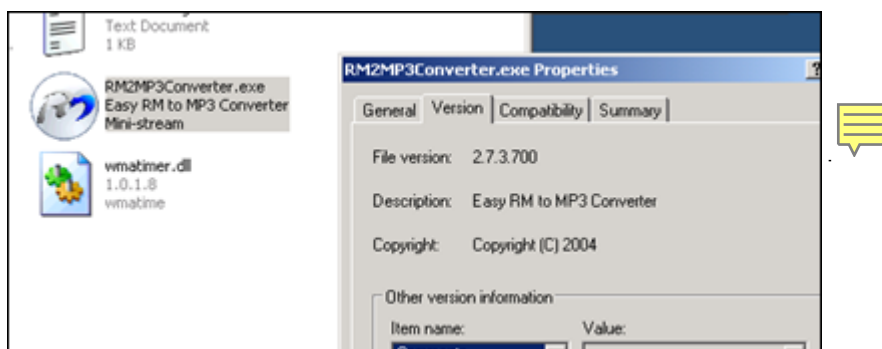 Text Document
1 KB
RM2MP3Converter.exe
Easy RM to MP3 Converter
Mini-stream
wmatimer.dll
1.0.1.8
wmatime
RM2MP3Converter.exe Properties
?
General Version Compatibility Summary
File version: 2.7.3.700
Description: Easy RM to MP3 Converter
Copyright: Copyright (C) 2004
Other version information
Item name: Value: